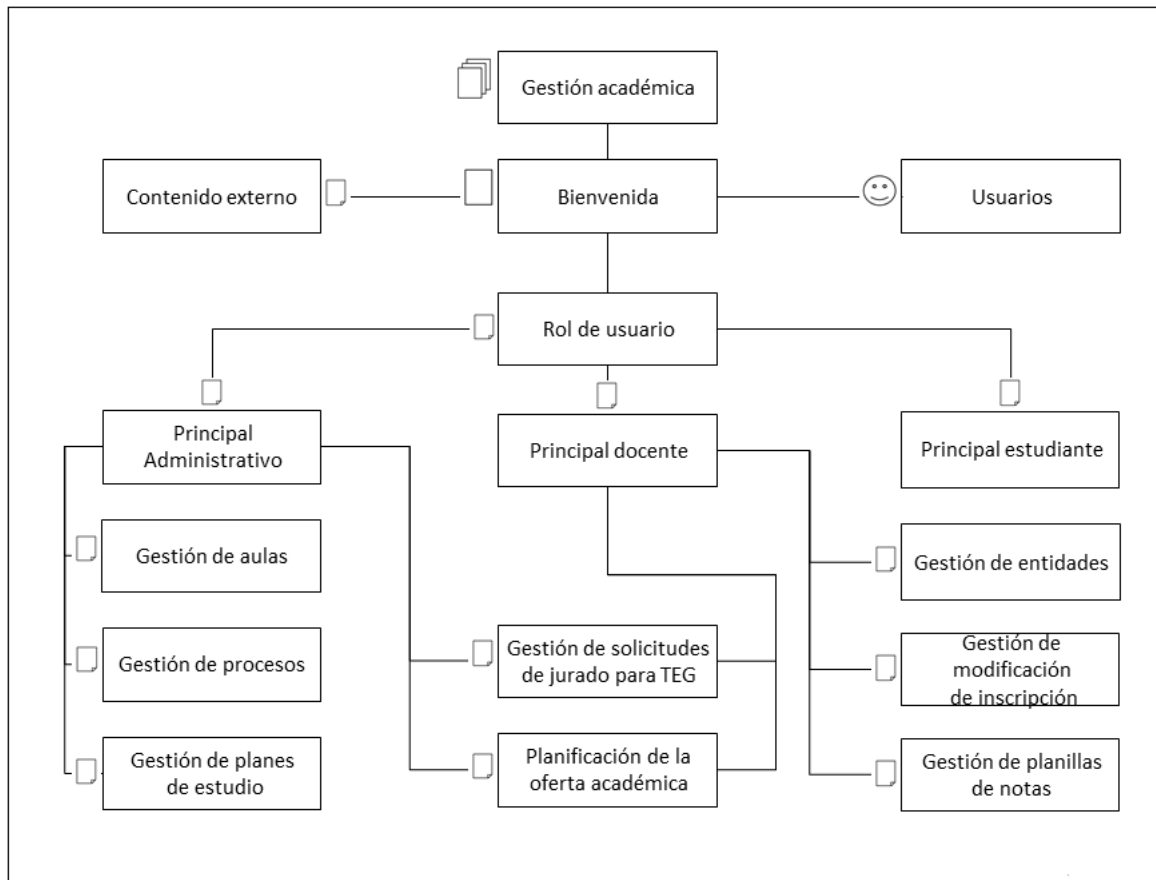 Gestión académica
Contenido externo
Bienvenida
Usuarios
Rol de usuario
Principal
Administrativo
Principal docente
Principal estudiante
Gestión de aulas
Gestión de entidades
Gestión de procesos
Gestión de solicitudes
de jurado para TEG
Gestión de
modificación
de inscripción
Gestión de planes
de estudio
Planificación de la
oferta académica
Gestión de planillas
de notas